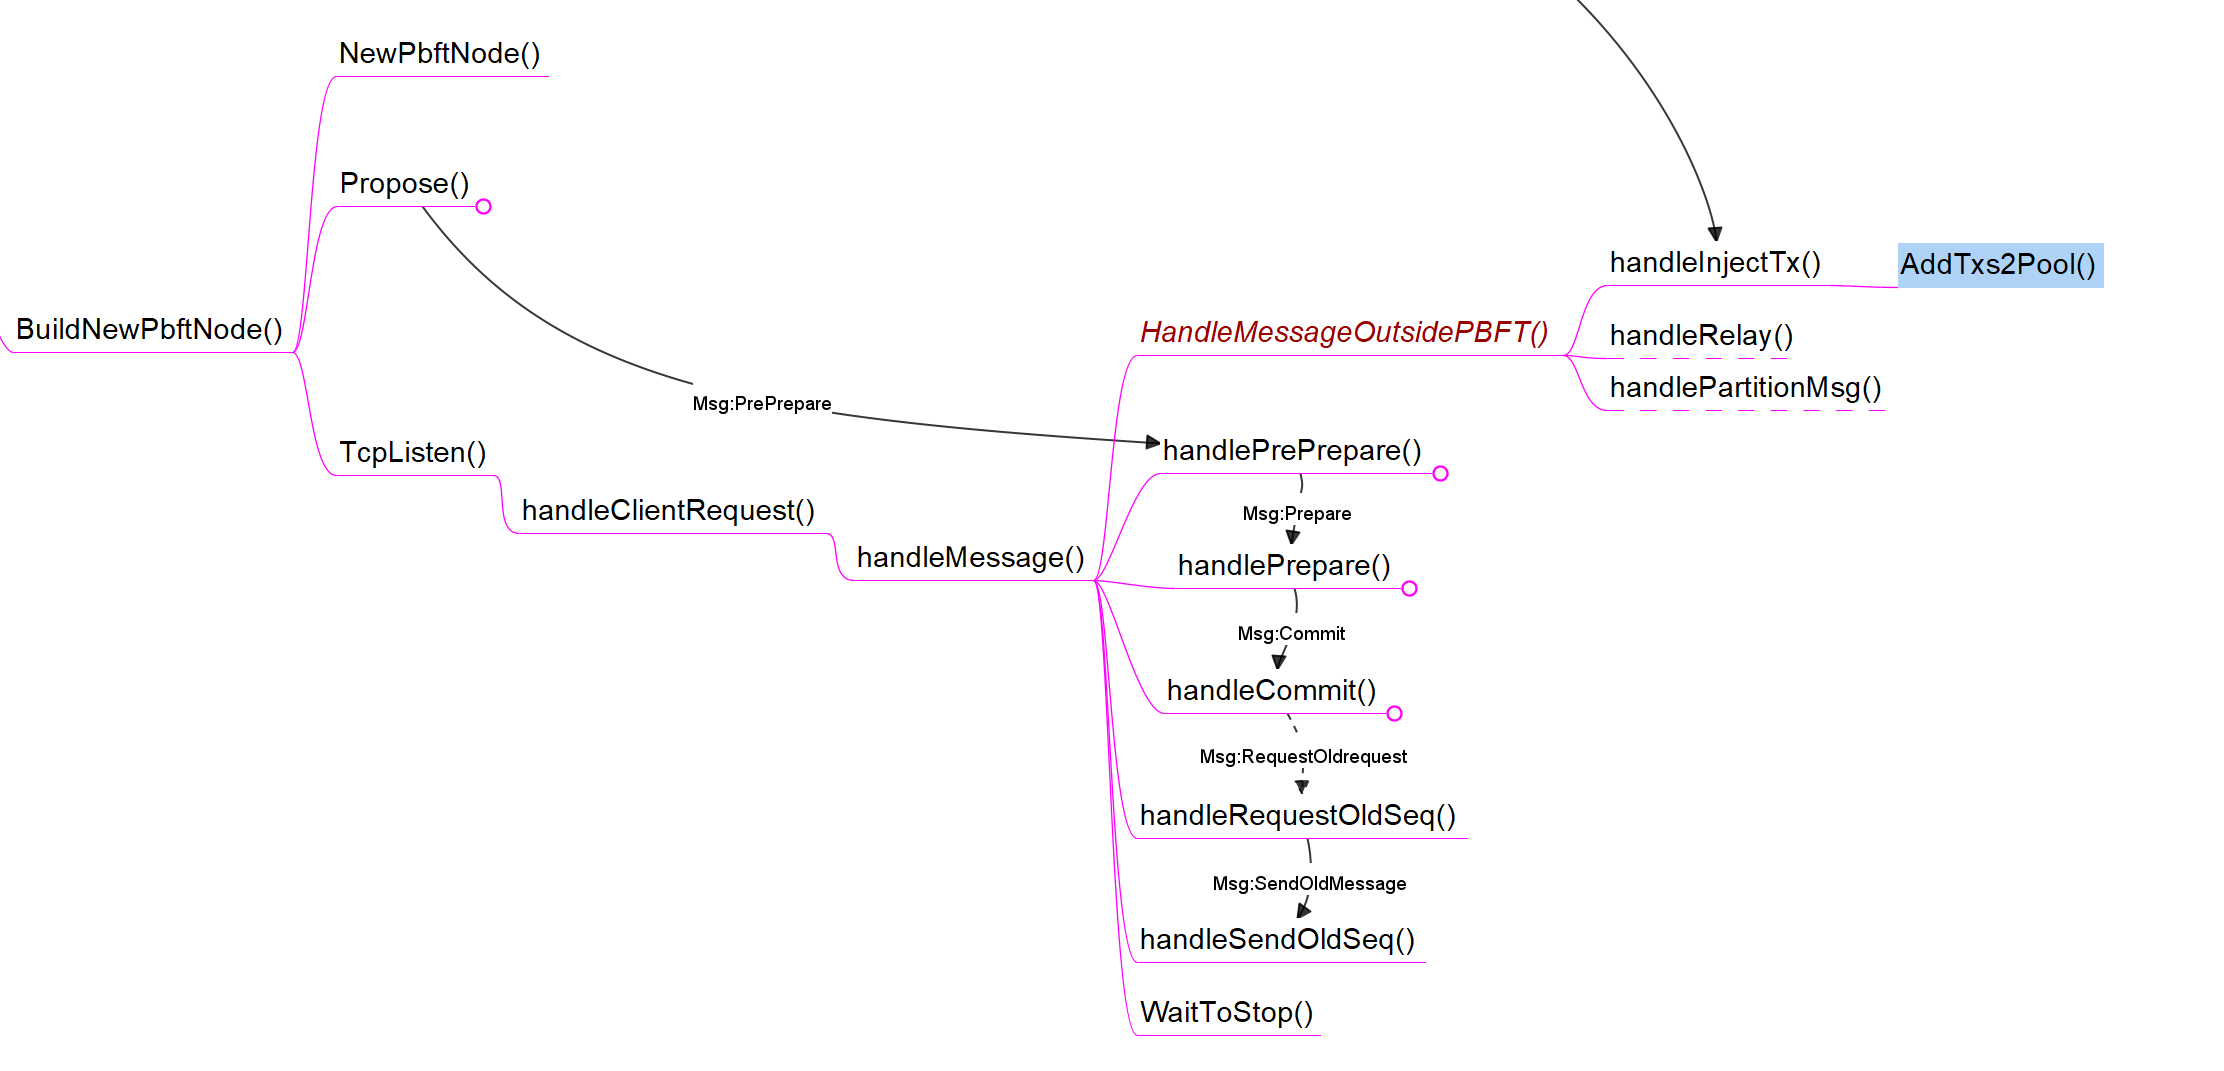 NewPbftNode()
Propose()
BuildNewPbftNode()
Msg:PrePrepare
TcpListen()
handleClientRequest()
handleMessage()
HandleMessageOutsidePBFT()
handleInjectTx()
AddTxs2Pool()
handleRelay()
handlePartitionMsg()
handlePrePrepare()
Msg:Prepare
handlePrepare()
Msg:Commit
handleCommit()
Msg:RequestOldrequest
handleRequestOldSeq()
Msg:SendOldMessage
handleSendOldSeq()
WaitToStop()